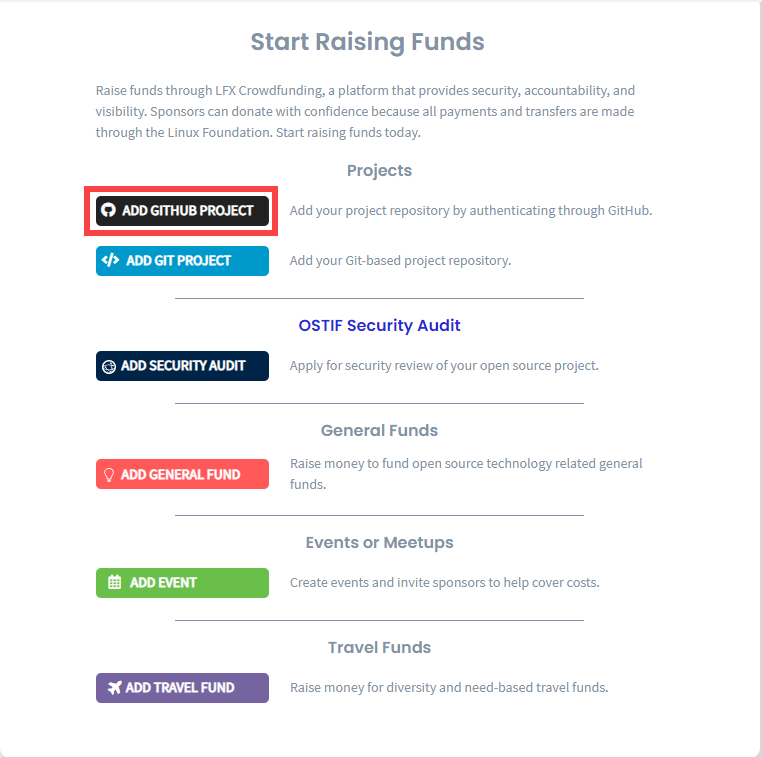 Start Raising Funds
Raise funds through LFX Crowdfunding, a platform that provides security, accountability, and
visibility. Sponsors can donate with confidence because all payments and transfers are made
through the Linux Foundation. Start raising funds today.
Projects
ADD GITHUB PROJECT Add your project repository by authenticating through GitHub.
ADD GIT PROJECT Add your Git-based project repository.
OSTIF Security Audit
ADD SECURITY AUDIT Apply for security review of your open source project.
General Funds
ADD GENERAL FUND Raise money to fund open source technology related general
funds.
Events or Meetups
ADD EVENT Create events and invite sponsors to help cover costs.
Travel Funds
ADD TRAVEL FUND Raise money for diversity and need-based travel funds.